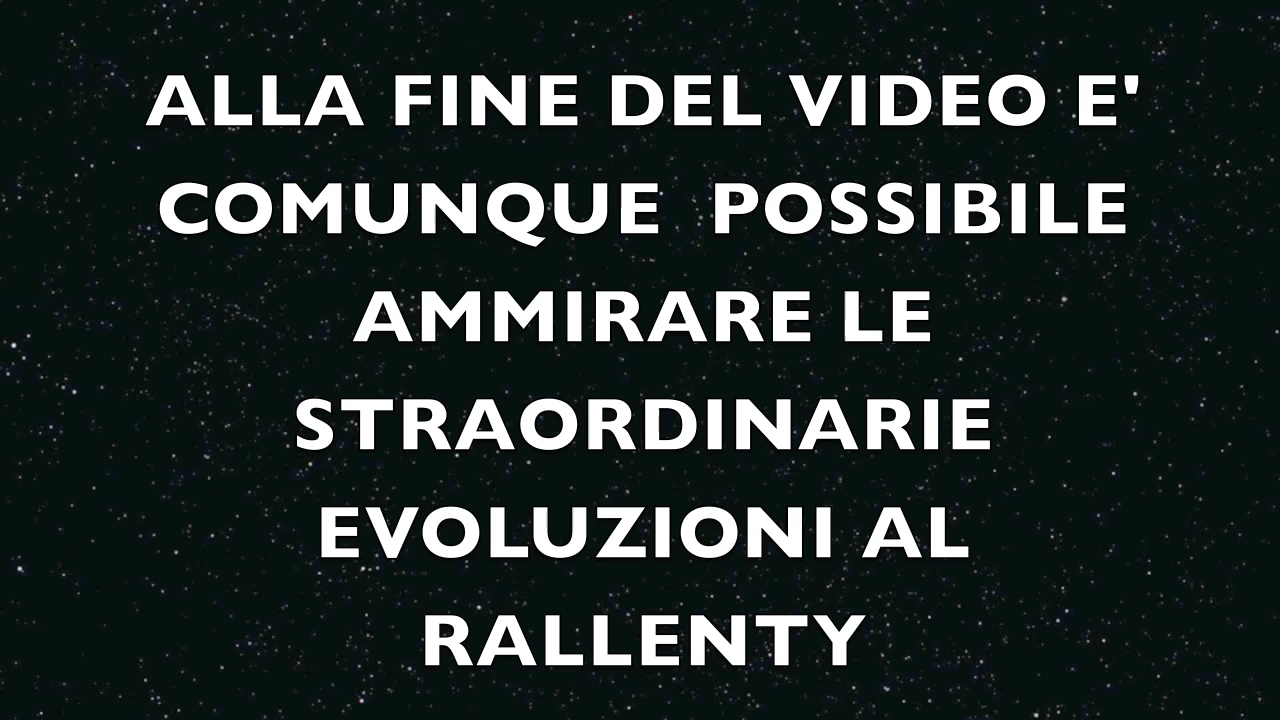 ALLA FINE DEL VIDEO E'
COMUNQUE  POSSIBILE
AMMIRARE LE
STRAORDINARIE
EVOLUZIONI AL
RALLENTY